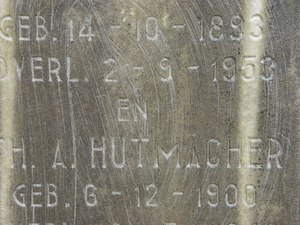 GEB. 14-10-1893
OVERL. 2-9-1953
EN
H. A. HUTMACHER
GEB. 6-12-1900